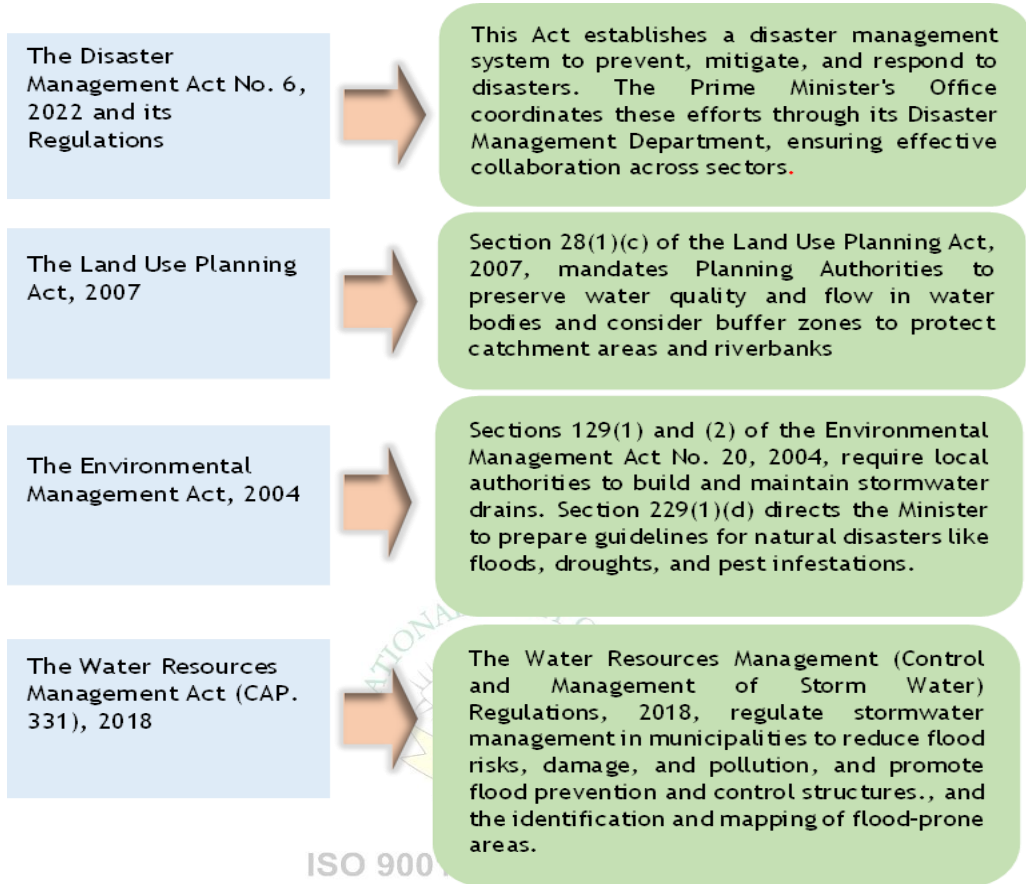 The Disaster
Management Act No. 6,
2022 and its
Regulations
This Act establishes a disaster management
system to prevent, mitigate, and respond to
disasters. The Prime Minister's Office
coordinates these efforts through its Disaster
Management Department, ensuring effective
collaboration across sectors.
The Land Use Planning
Act, 2007
Section 28(1)(c) of the Land Use Planning Act,
2007, mandates Planning Authorities to
preserve water quality and flow in water
bodies and consider buffer zones to protect
catchment areas and riverbanks
The Environmental
Management Act, 2004
Sections 129(1) and (2) of the Environmental
Management Act No. 20, 2004, require local
authorities to build and maintain stormwater
drains. Section 229(1)(d) directs the Minister
to prepare guidelines for natural disasters like
floods, droughts, and pest infestations.
The Water Resources
Management Act (CAP.
331), 2018
The Water Resources Management (Control
and Management of Storm Water)
Regulations, 2018, regulate stormwater
management in municipalities to reduce flood
risks, damage, and pollution, and promote
flood prevention and control structures., and
the identification and mapping of flood-prone
areas.
ISO